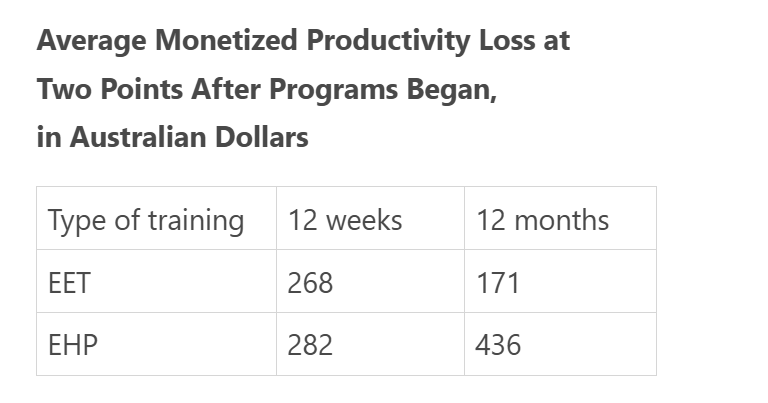 Average Monetized Productivity Loss at
Two Points After Programs Began,
in Australian Dollars
Type of training 12 weeks 12 months
EET 268 171
EHP 282 436